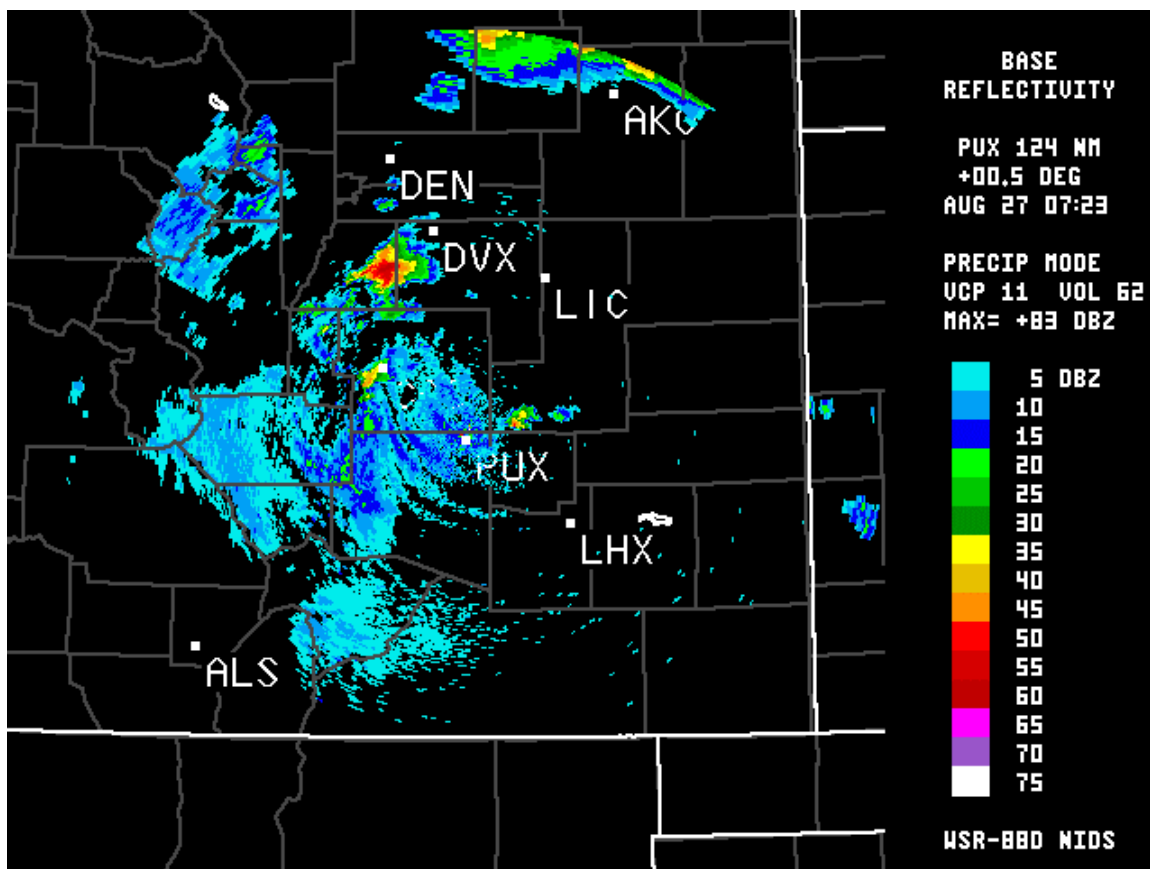 BASE
REFLECTIVITY
PUX 124 NM
+00.5 DEG
AUG 27 07:23
PRECIP MODE
VCP 11 VOL 62
MAX= +83 DBZ
5 DBZ
10
15
20
25
30
35
40
45
50
55
60
65
70
75
WSR-88D NIDS
AKO
DEN
DVX
LIC
PUX
LHX
ALS